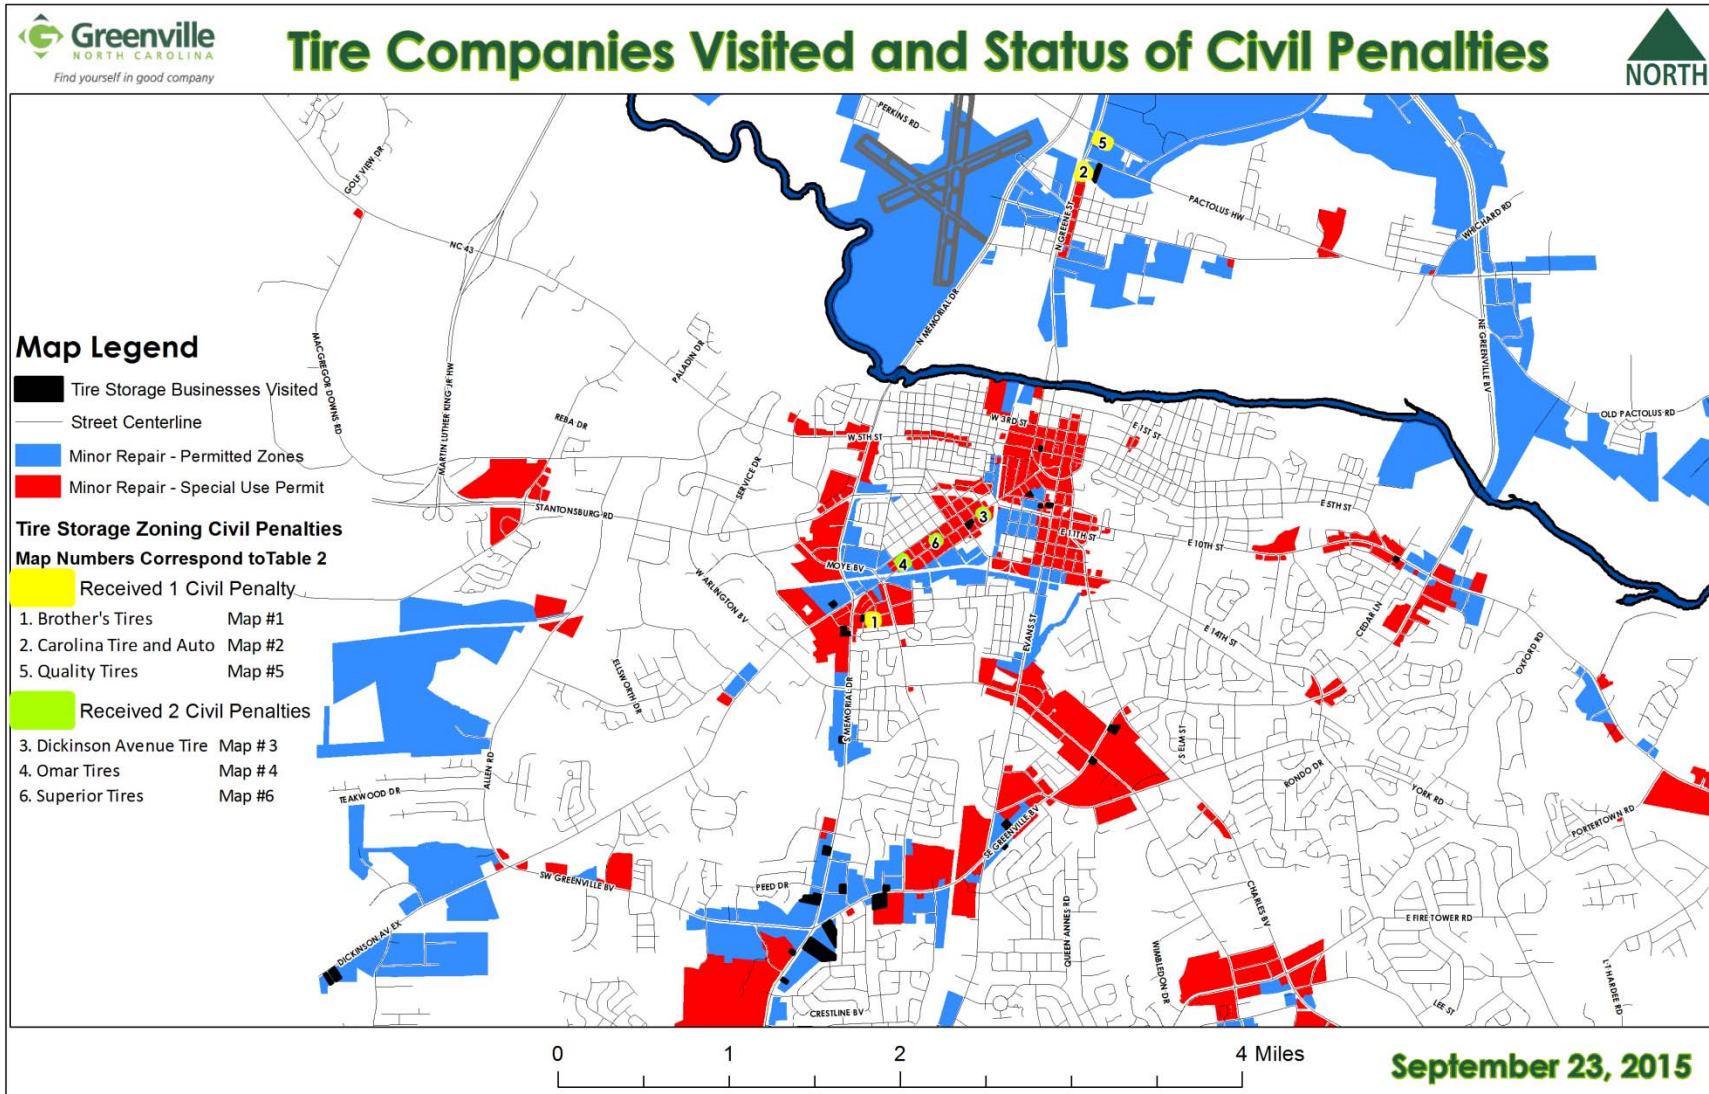 Greenville
NORTH CAROLINA
Find yourself in good company
Tire Companies Visited and Status of Civil Penalties
NORTH
Map Legend
Tire Storage Businesses Visited
Street Centerline
Minor Repair - Permitted Zones
Minor Repair - Special Use Permit
Tire Storage Zoning Civil Penalties
Map Numbers Correspond toTable 2
Received 1 Civil Penalty
1. Brother's Tires Map #1
2. Carolina Tire and Auto Map #2
5. Quality Tires Map #5
Received 2 Civil Penalties
3. Dickinson Avenue Tire Map # 3
4. Omar Tires Map # 4
6. Superior Tires Map #6
PERKINS RD
5
2
GOLF VIEW DR
PACTOLUS HW
WHICHARD RD
N GREENE ST
NC 43
N MEMORIAL DR
NE GREENVILLE BV
MACGREGOR DOWNS RD
PALADIN DR
MARTIN LUTHER KING JR HW
REBA DR
W 3RD ST
E 1ST ST
OLD PACTOLUS RD
W 5TH ST
SERVICE DR
STANTONSBURG RD
E 5TH ST
3
E 11TH ST
E 10TH ST
6
4
MOYE BV
W ARLINGTON BV
1
EVANS ST
E 14TH ST
CEDAR LN
OXFORD RD
ELLSWORTH DR
S MEMORIAL DR
S ELM ST
ALLEN RD
RONDO DR
YORK RD
TEAKWOOD DR
PORTERTOWN RD
SE GREENVILLE BV
SW GREENVILLE BV
PEED DR
CHARLES BV
QUEEN ANNES RD
E FIRE TOWER RD
DICKINSON AV EX
WIMBLEDON DR
L T HARDEE RD
LEE ST
CRESTLINE BV
0 1 2 4 Miles
September 23, 2015